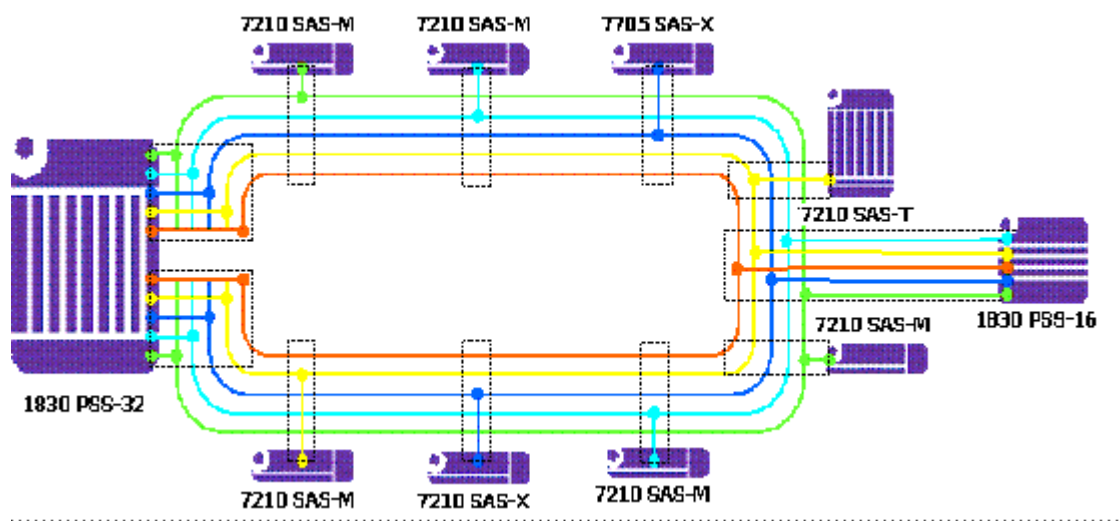 7210 SAS-M
7210 SAS-M
7705 SAS-X
7210 SAS-T
1830 PSS-16
7210 SAS-M
1830 PSS-32
7210 SAS-M
7210 SAS-X
7210 SAS-M